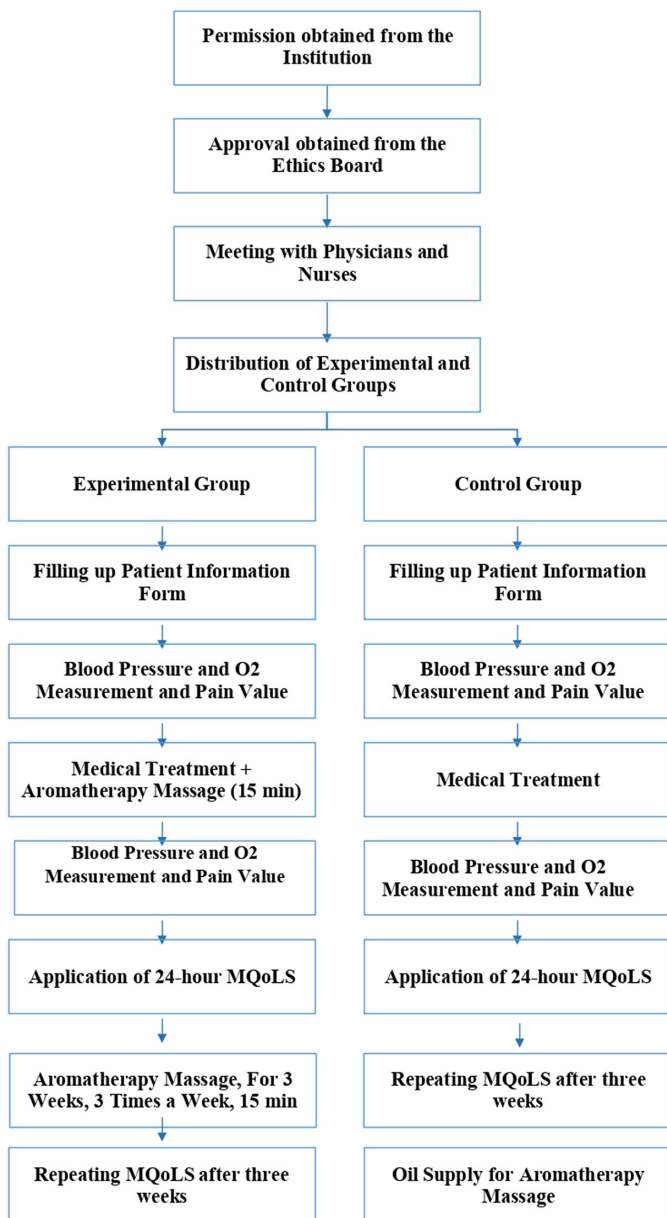 Permission obtained from the
Institution
Approval obtained from the
Ethics Board
Meeting with Physicians and
Nurses
Distribution of Experimental and
Control Groups
Experimental Group
Filling up Patient Information
Form
Blood Pressure and O2
Measurement and Pain Value
Medical Treatment +
Aromatherapy Massage (15 min)
Blood Pressure and O2
Measurement and Pain Value
Application of 24-hour MQoLS
Aromatherapy Massage, For 3
Weeks, 3 Times a Week, 15 min
Repeating MQoLS after three
weeks
Control Group
Filling up Patient Information
Form
Blood Pressure and O2
Measurement and Pain Value
Medical Treatment
Blood Pressure and O2
Measurement and Pain Value
Application of 24-hour MQoLS
Repeating MQoLS after three
weeks
Oil Supply for Aromatherapy
Massage